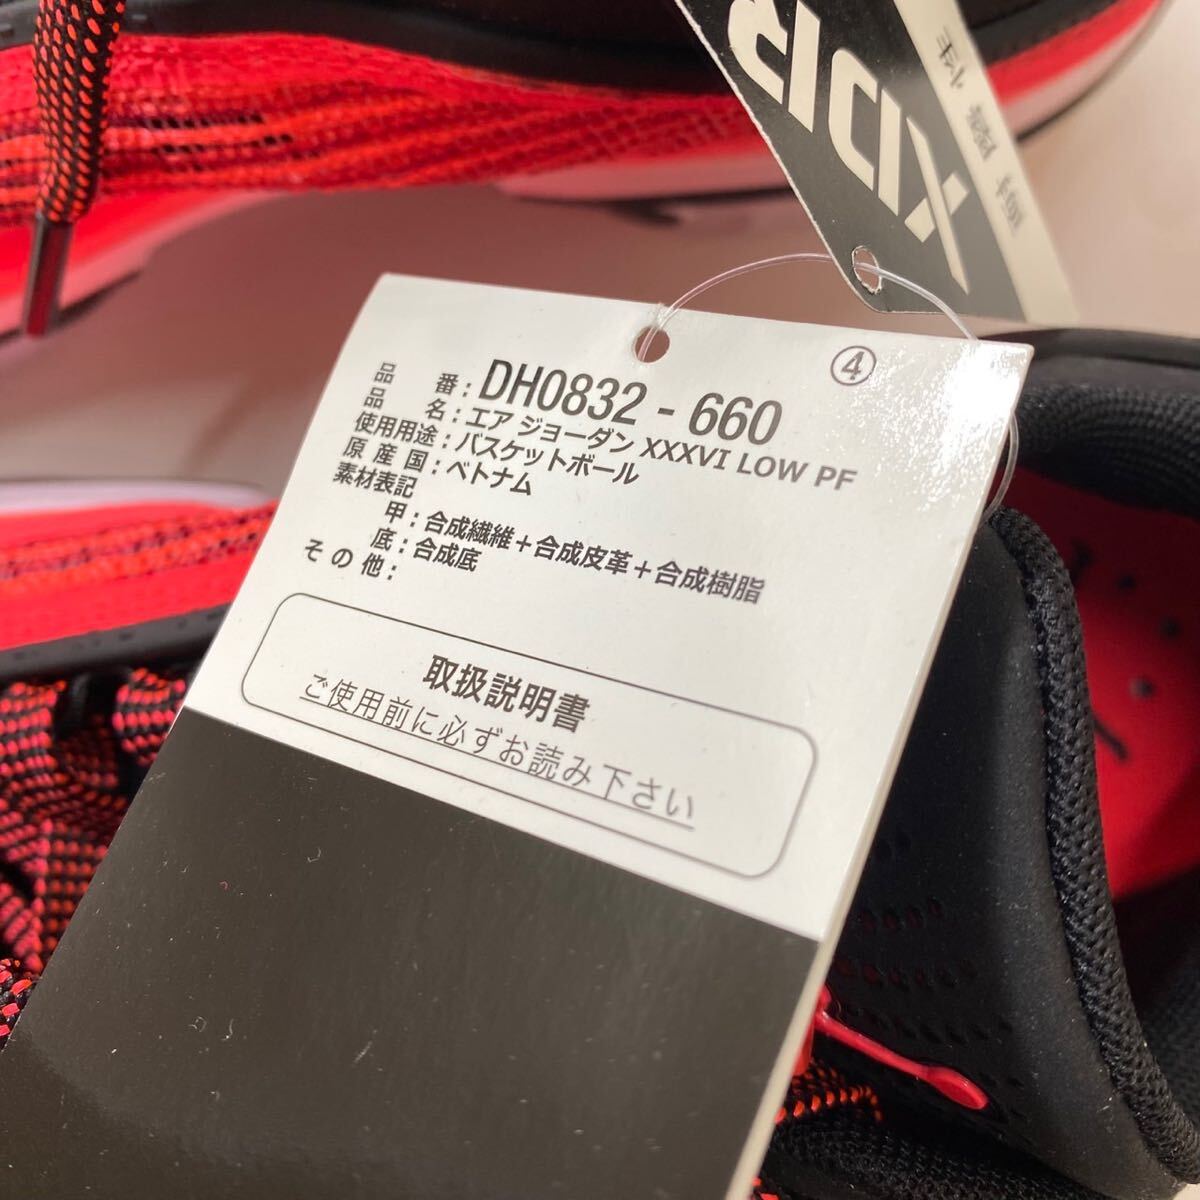 XDR
④
品番:DH0832-660
品名:エア ジョーダン XXXVI LOW PF
使用用途:バスケットボール
原産国:ベトナム
素材表記
甲:合成繊維+合成皮革+合成樹脂
底:合成底
その他:
取扱説明書
ご使用前に必ずお読み下さい